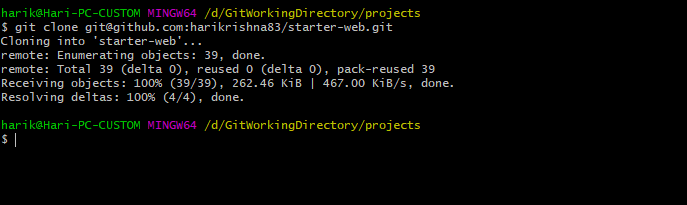 harik@Hari-PC-CUSTOM MINGW64 /d/GitWorkingDirectory/projects
$ git clone git@github.com:harikrishna83/starter-web.git
Cloning into 'starter-web'...
remote: Enumerating objects: 39, done.
remote: Total 39 (delta 0), reused 0 (delta 0), pack-reused 39
Receiving objects: 100% (39/39), 262.46 KiB | 467.00 KiB/s, done.
Resolving deltas: 100% (4/4), done.
harik@Hari-PC-CUSTOM MINGW64 /d/GitWorkingDirectory/projects
$